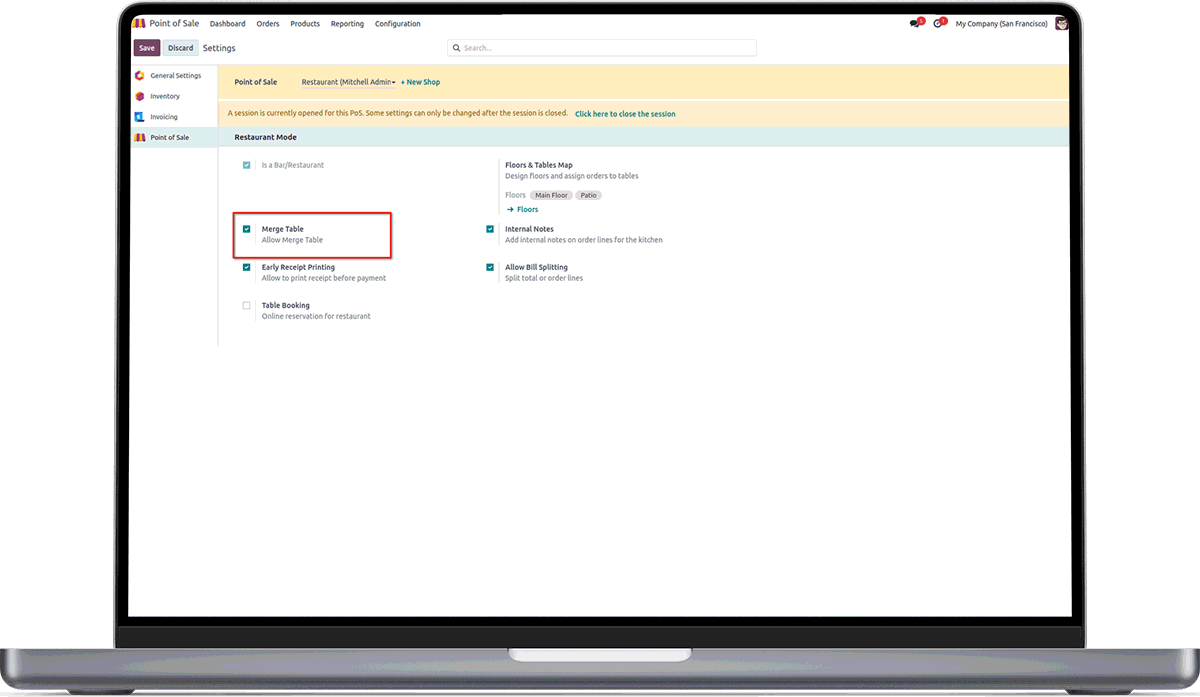 Point of Sale Dashboard Orders Products Reporting Configuration 5 1 My Company (San Francisco)
Save Discard Settings Search...
General Settings
Inventory
Invoicing
Point of Sale
Point of Sale Restaurant (Mitchell Admin + New Shop
A session is currently opened for this PoS. Some settings can only be changed after the session is closed. Click here to close the session
Restaurant Mode
Is a Bar/Restaurant
Floors & Tables Map
Design floors and assign orders to tables
Floors Main Floor Patio
→ Floors
Merge Table
Allow Merge Table
Internal Notes
Add internal notes on order lines for the kitchen
Early Receipt Printing
Allow to print receipt before payment
Allow Bill Splitting
Split total or order lines
Table Booking
Online reservation for restaurant